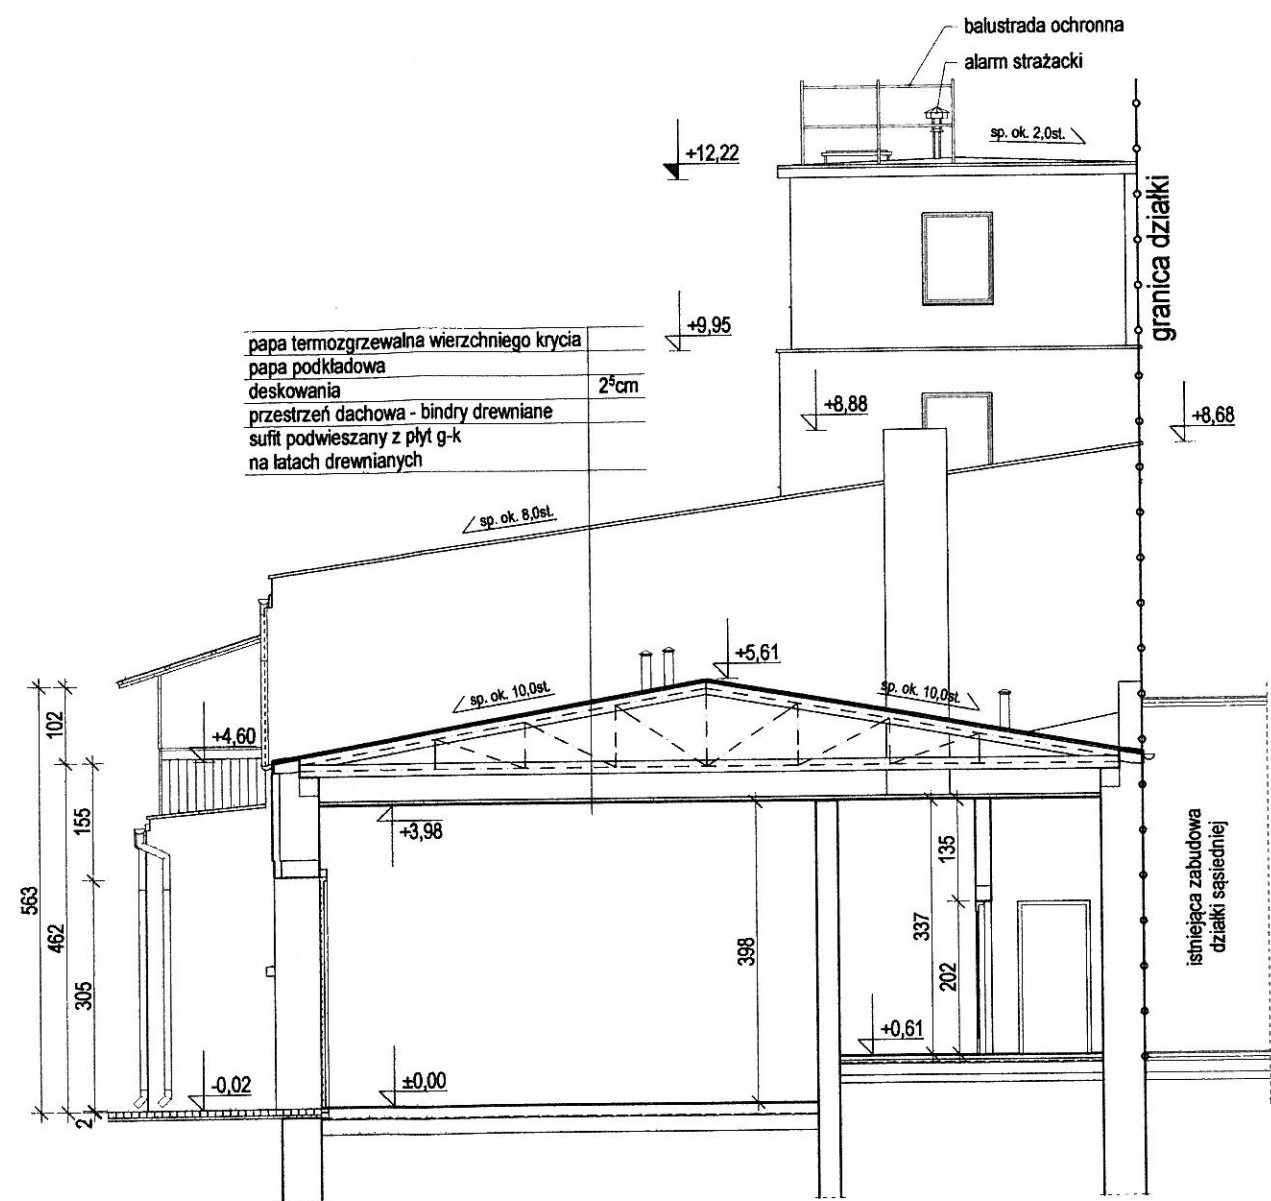 balustrada ochronna
alarm strażacki
sp. ok. 2,0st.
+12,22
granica działki
+9,95
papa termozgrzewalna wierzchniego krycia
papa podkładowa
deskowania 2⁵cm
przestrzeń dachowa - bindry drewniane
sufit podwieszany z płyt g-k
na łatach drewnianych
+8,88
+8,68
sp. ok. 8,0st.
+5,61
sp. ok. 10,0st.
sp. ok. 10,0st.
102
+4,60
155
+3,98
135
563
462
398
337
istniejąca zabudowa
działki sąsiedniej
305
202
+0,61
-0,02
±0,00
2